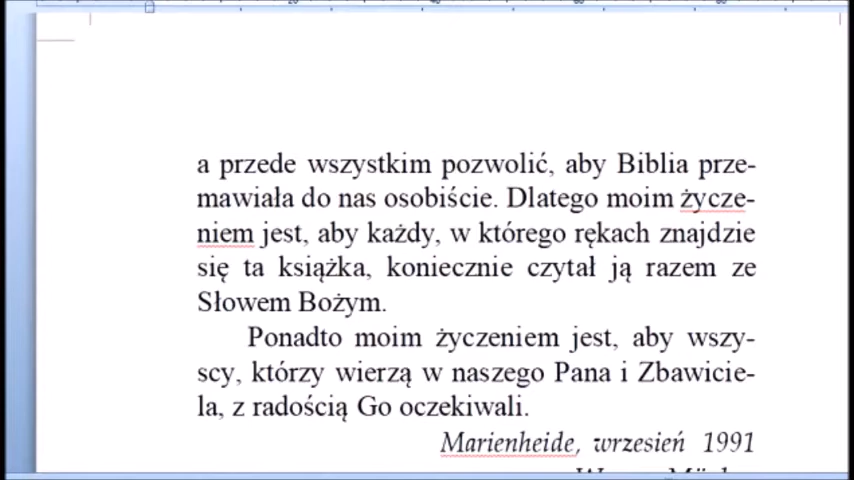 a przede wszystkim pozwolić, aby Biblia prze-
mawiała do nas osobiście. Dlatego moim życze-
niem jest, aby każdy, w którego rękach znajdzie
się ta książka, koniecznie czytał ją razem ze
Słowem Bożym.
Ponadto moim życzeniem jest, aby wszy-
scy, którzy wierzą w naszego Pana i Zbawicie-
la, z radością Go oczekiwali.
Marienheide, wrzesień 1991